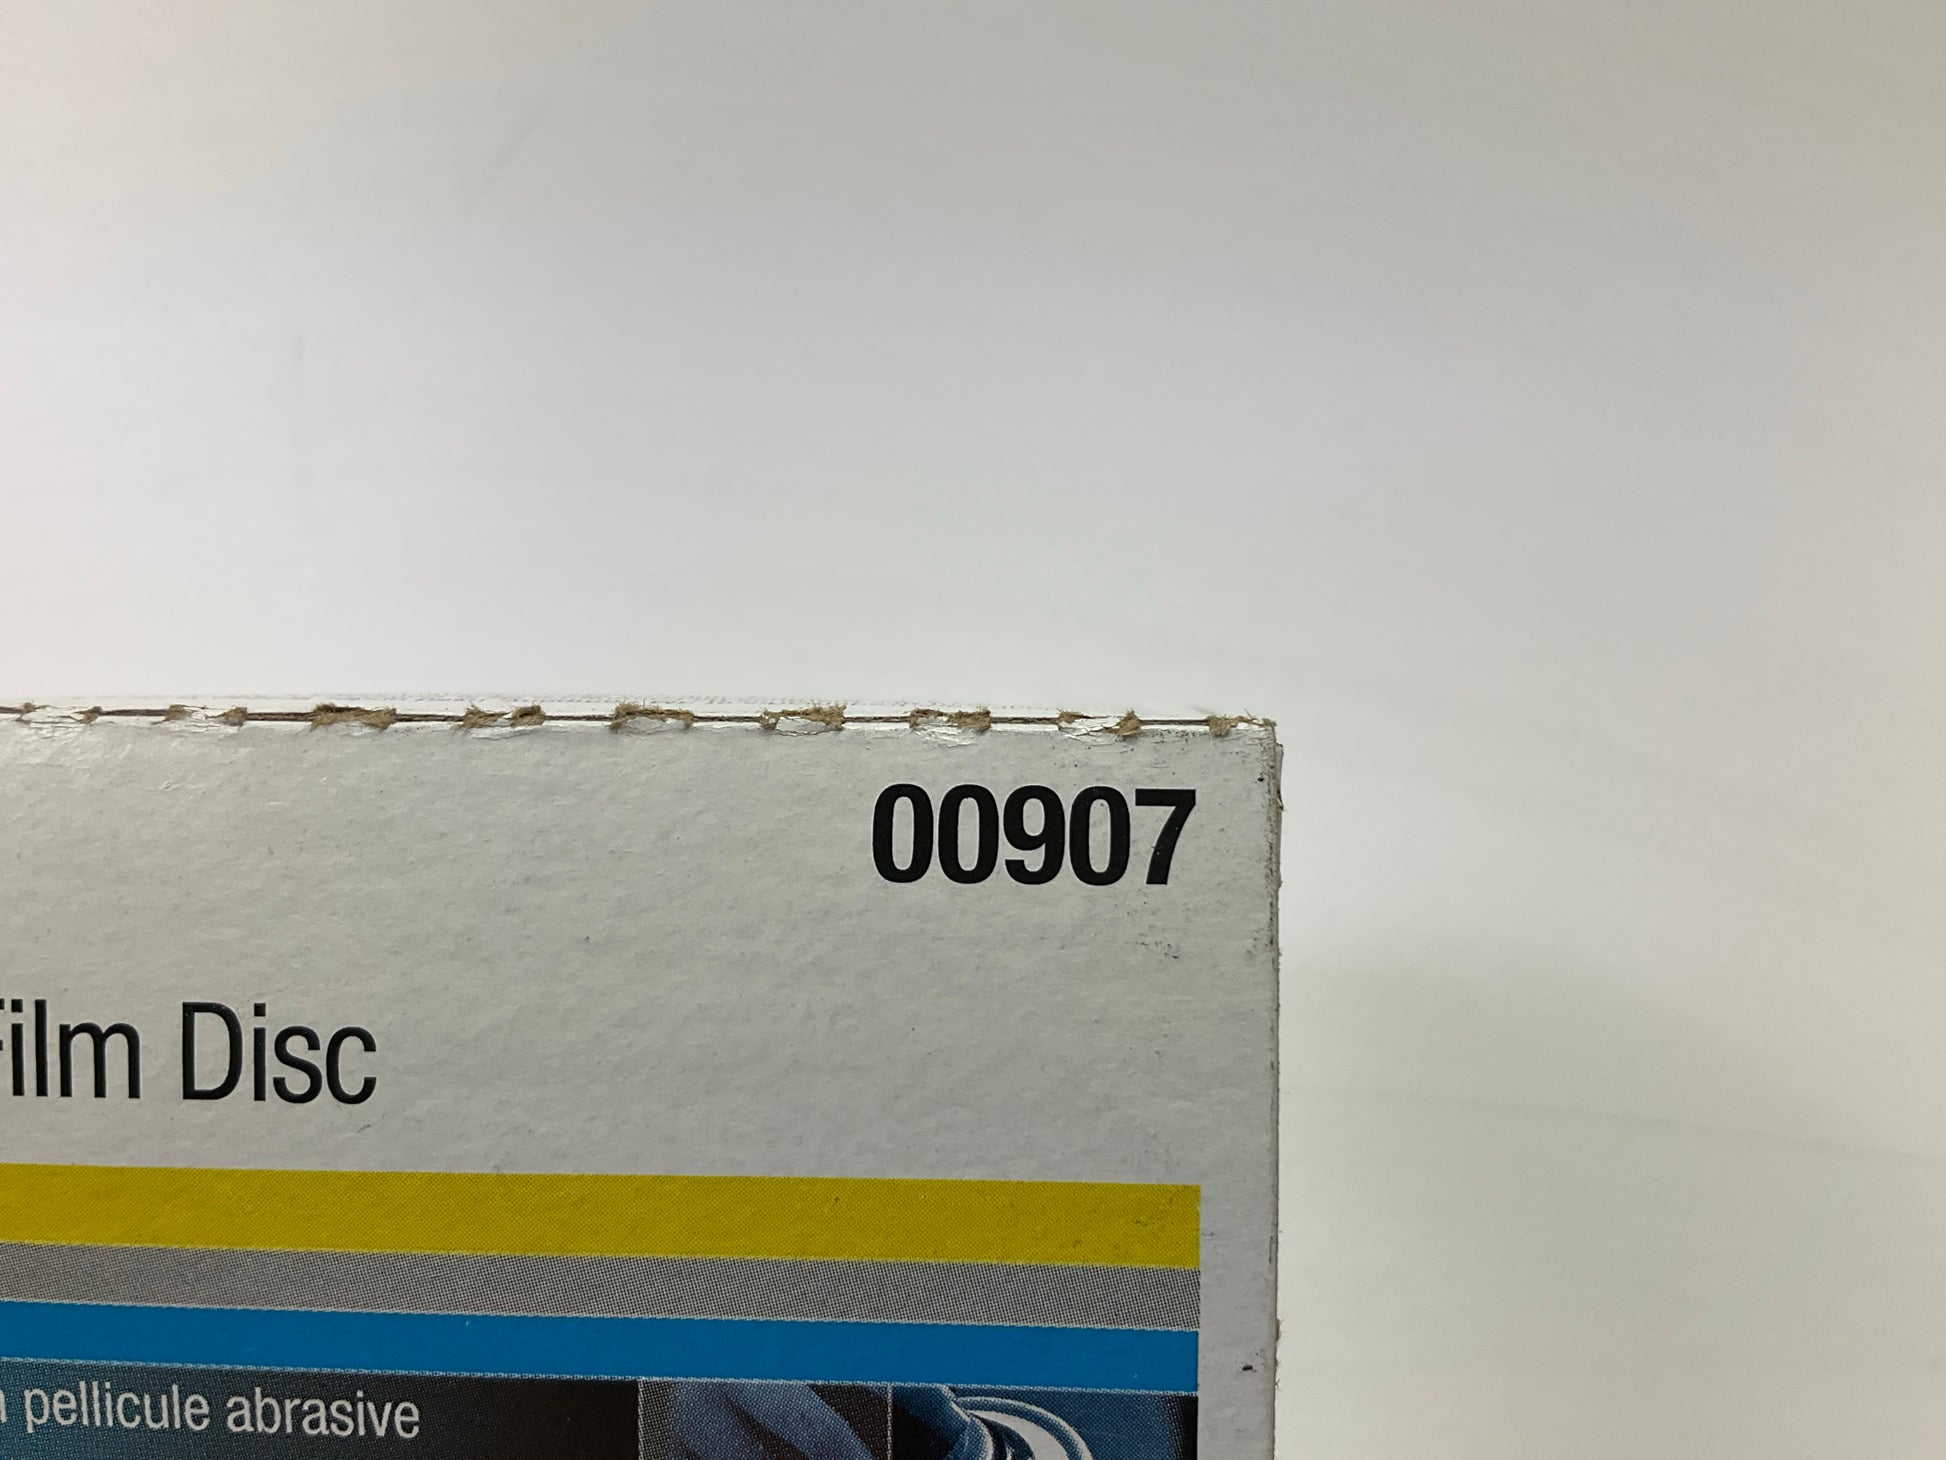 00907
Film Disc
pellicule abrasive